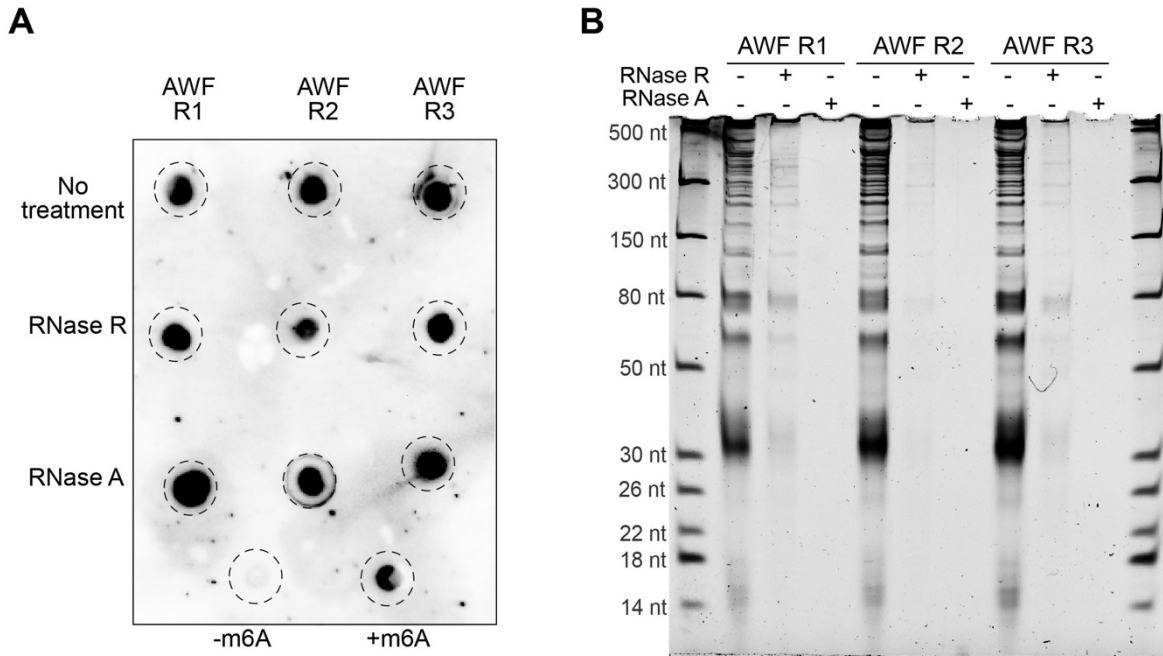 A
AWF R1
AWF R2
AWF R3
No treatment
RNase R
RNase A
-m6A +m6A
B
AWF R1 AWF R2 AWF R3
RNase R - + - + - +
RNase A - - + - - + - - +
500 nt
300 nt
150 nt
80 nt
50 nt
30 nt
26 nt
22 nt
18 nt
14 nt